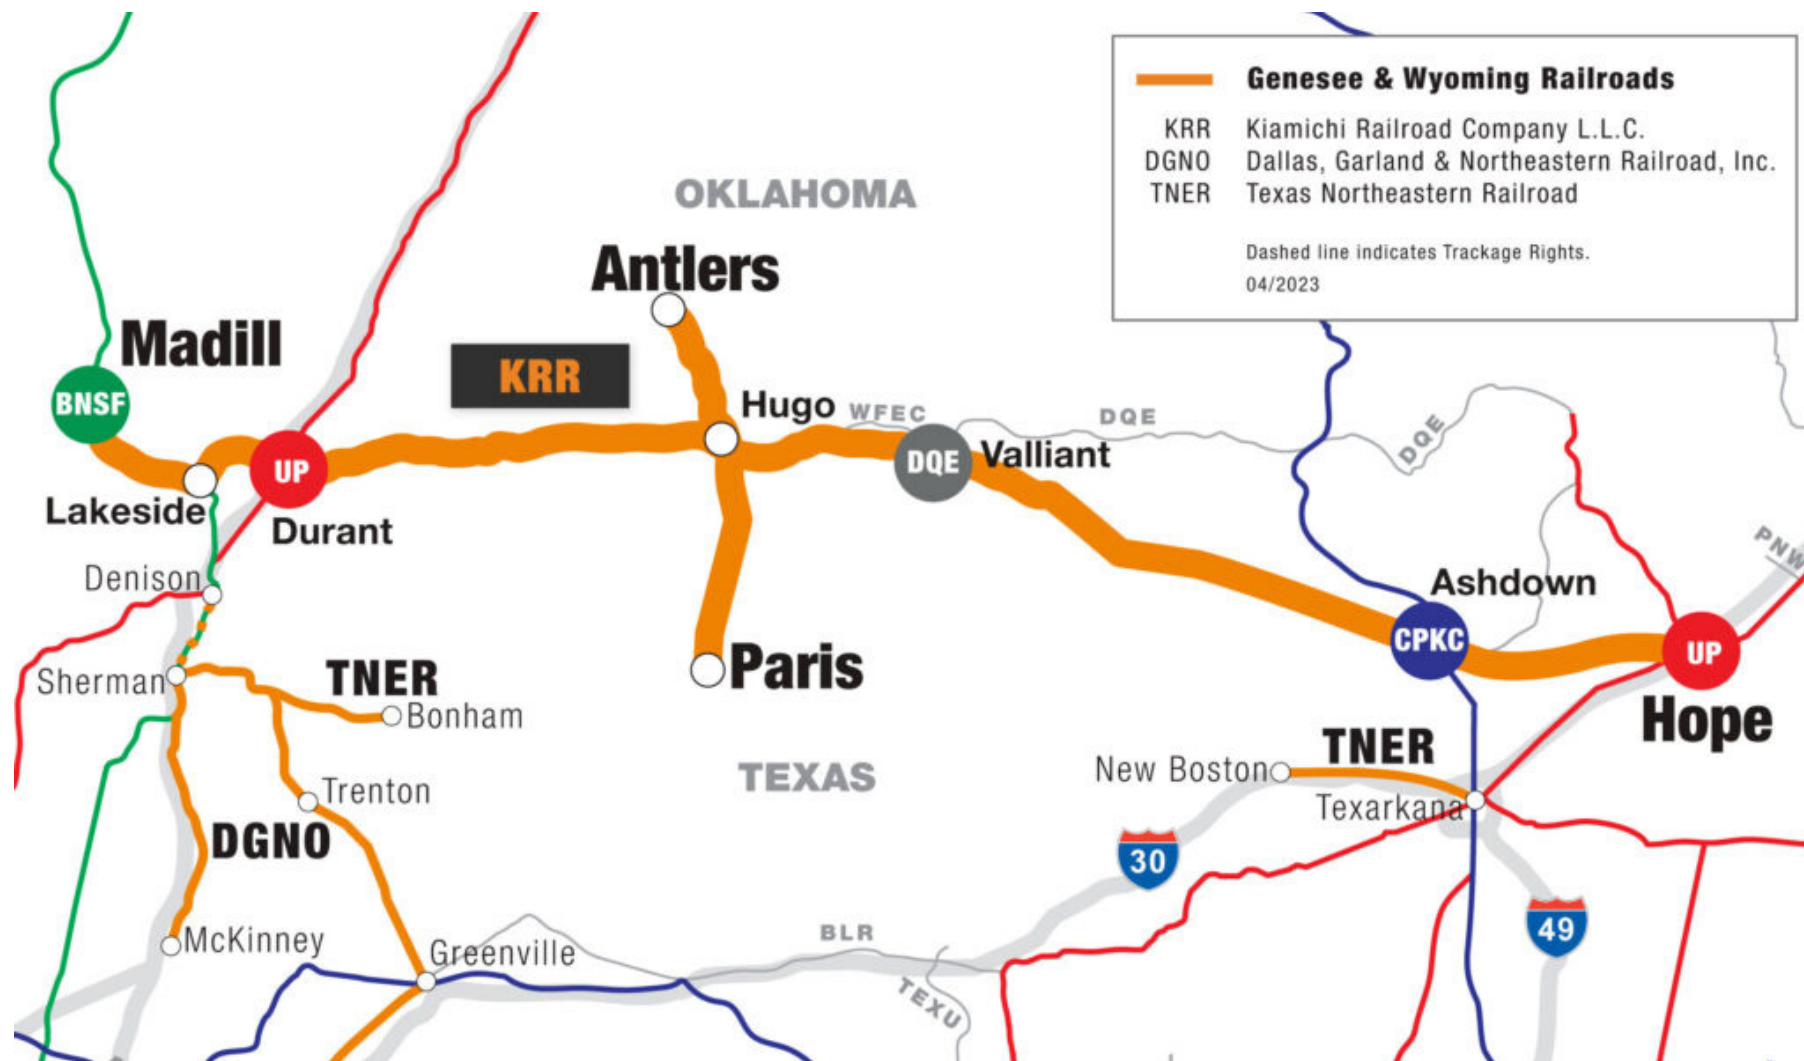 Genesee & Wyoming Railroads
KRR Kiamichi Railroad Company L.L.C.
DGNO Dallas, Garland & Northeastern Railroad, Inc.
TNER Texas Northeastern Railroad
Dashed line indicates Trackage Rights.
04/2023
OKLAHOMA
Antlers
Madill
KRR
BNSF
Hugo
WFEC
DQE
DQE
Valliant
DQE
UP
Lakeside
Durant
PNW
Denison
Ashdown
CPKC
UP
Paris
Sherman
TNER
Bonham
Hope
TNER
New Boston
TEXAS
Trenton
Texarkana
DGNO
30
49
McKinney
BLR
Greenville
TEXU